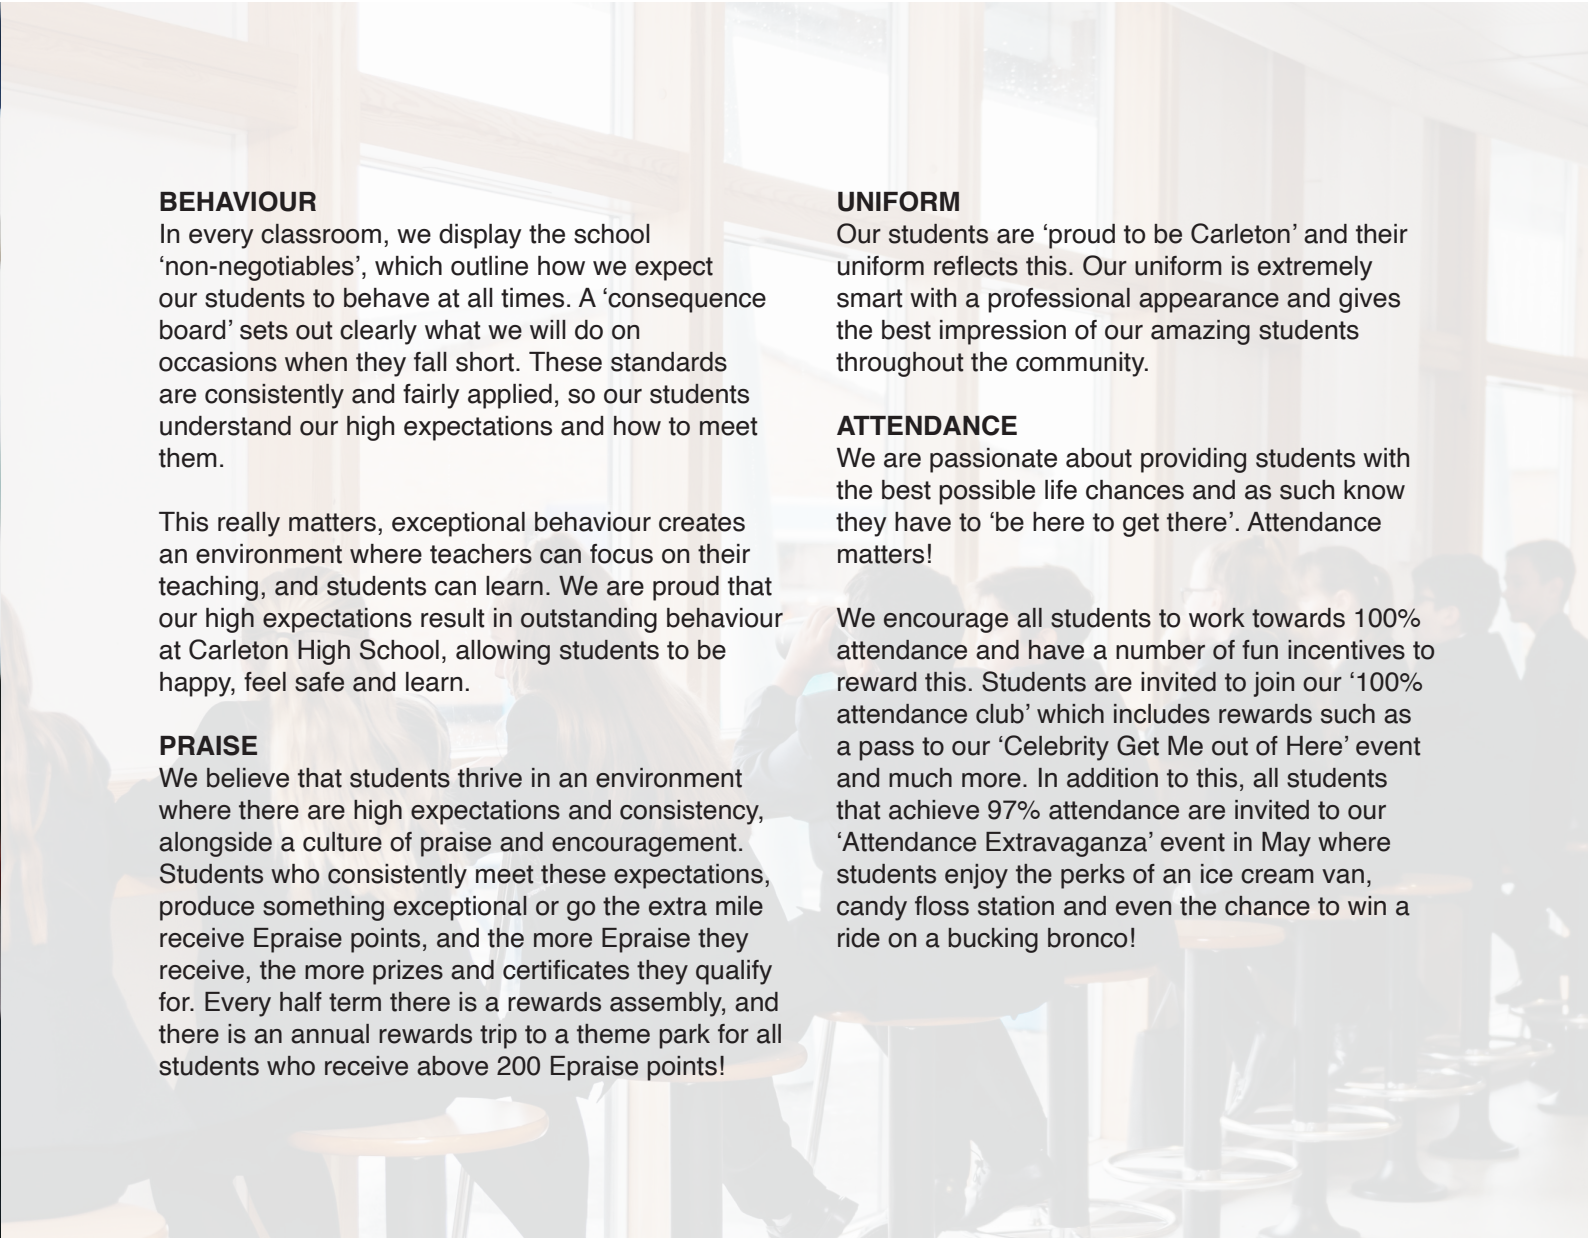 BEHAVIOUR
In every classroom, we display the school
‘non-negotiables’, which outline how we expect
our students to behave at all times. A ‘consequence
board’ sets out clearly what we will do on
occasions when they fall short. These standards
are consistently and fairly applied, so our students
understand our high expectations and how to meet
them.
This really matters, exceptional behaviour creates
an environment where teachers can focus on their
teaching, and students can learn. We are proud that
our high expectations result in outstanding behaviour
at Carleton High School, allowing students to be
happy, feel safe and learn.
PRAISE
We believe that students thrive in an environment
where there are high expectations and consistency,
alongside a culture of praise and encouragement.
Students who consistently meet these expectations,
produce something exceptional or go the extra mile
receive Epraise points, and the more Epraise they
receive, the more prizes and certificates they qualify
for. Every half term there is a rewards assembly, and
there is an annual rewards trip to a theme park for all
students who receive above 200 Epraise points!
UNIFORM
Our students are ‘proud to be Carleton’ and their
uniform reflects this. Our uniform is extremely
smart with a professional appearance and gives
the best impression of our amazing students
throughout the community.
ATTENDANCE
We are passionate about providing students with
the best possible life chances and as such know
they have to ‘be here to get there’. Attendance
matters!
We encourage all students to work towards 100%
attendance and have a number of fun incentives to
reward this. Students are invited to join our ‘100%
attendance club’ which includes rewards such as
a pass to our ‘Celebrity Get Me out of Here’ event
and much more. In addition to this, all students
that achieve 97% attendance are invited to our
‘Attendance Extravaganza’ event in May where
students enjoy the perks of an ice cream van,
candy floss station and even the chance to win a
ride on a bucking bronco!